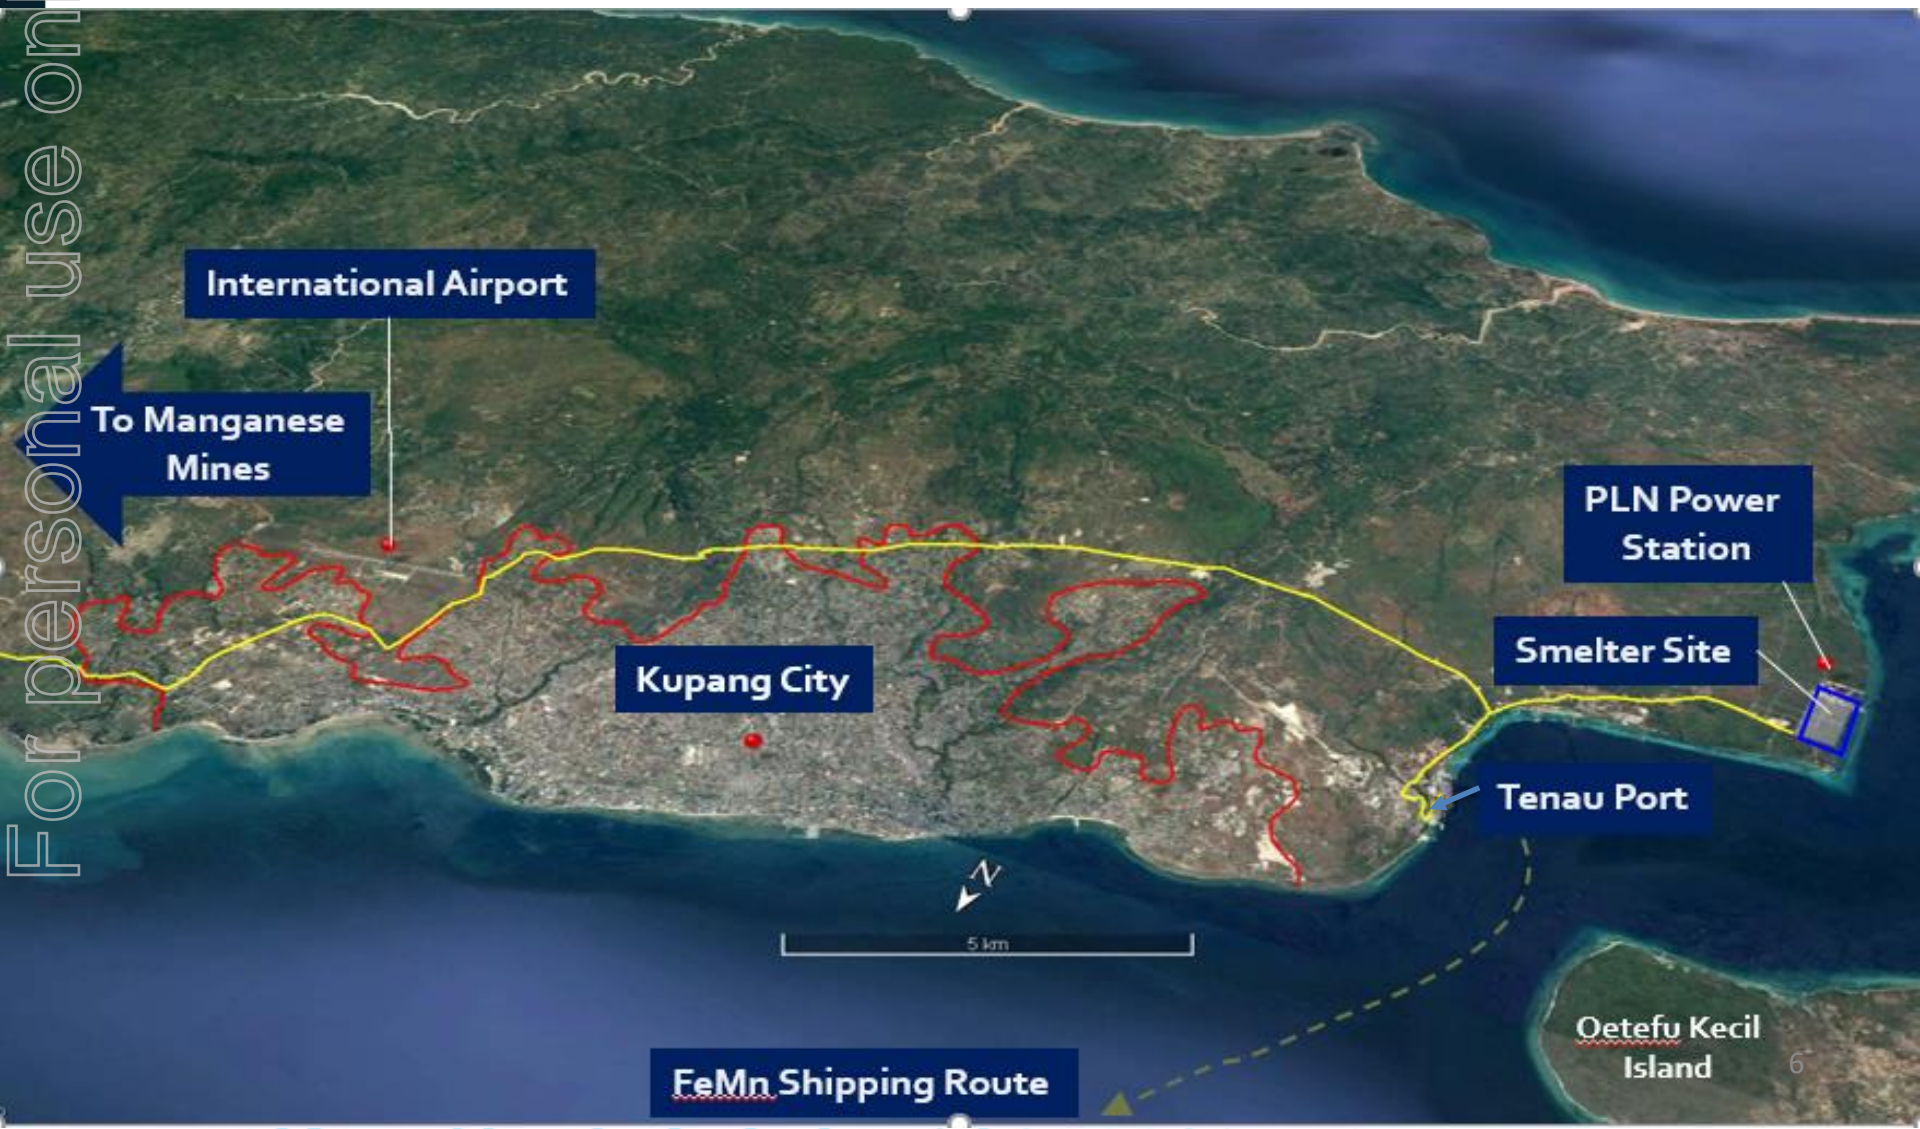 For personal use on
International Airport
To Manganese
Mines
PLN Power
Station
Smelter Site
Kupang City
Tenau Port
N
5 km
Oetefu Kecil
Island
6
FeMn Shipping Route